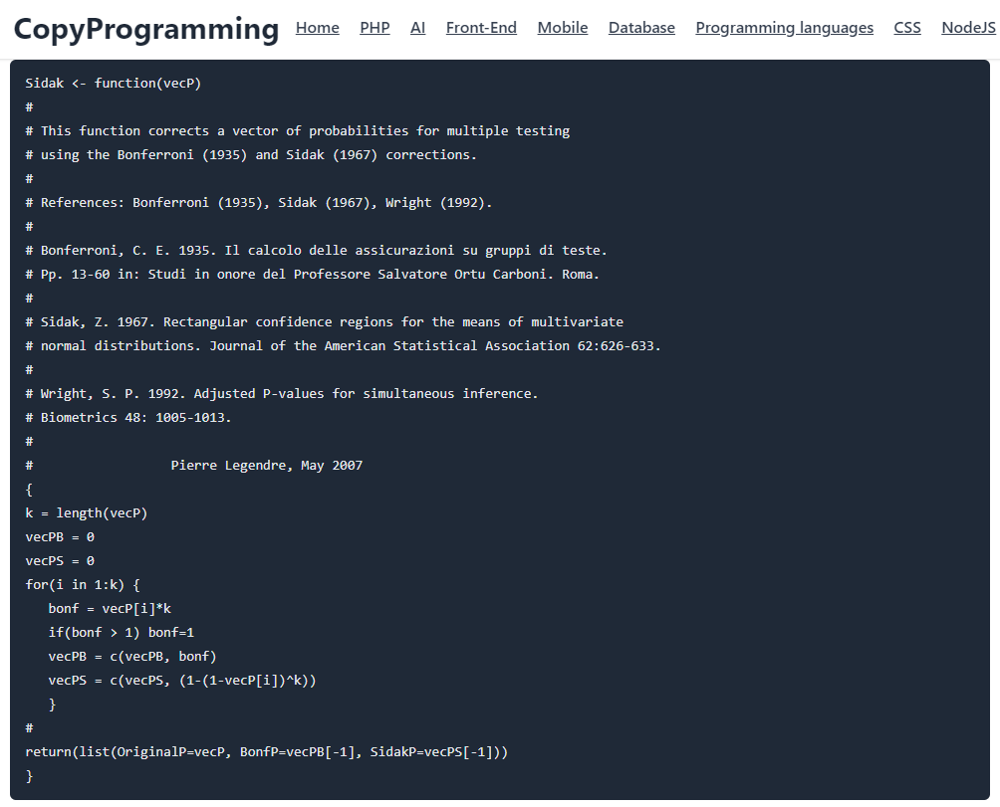 CopyProgramming Home PHP AI Front-End Mobile Database Programming languages CSS NodeJS
Sidak <- function(vecP)
#
# This function corrects a vector of probabilities for multiple testing
# using the Bonferroni (1935) and Sidak (1967) corrections.
#
# References: Bonferroni (1935), Sidak (1967), Wright (1992).
#
# Bonferroni, C. E. 1935. Il calcolo delle assicurazioni su gruppi di teste.
# Pp. 13-60 in: Studi in onore del Professore Salvatore Ortu Carboni. Roma.
#
# Sidak, Z. 1967. Rectangular confidence regions for the means of multivariate
# normal distributions. Journal of the American Statistical Association 62:626-633.
#
# Wright, S. P. 1992. Adjusted P-values for simultaneous inference.
# Biometrics 48: 1005-1013.
#
#                  Pierre Legendre, May 2007
{
k = length(vecP)
vecPB = 0
vecPS = 0
for(i in 1:k) {
   bonf = vecP[i]*k
   if(bonf > 1) bonf=1
   vecPB = c(vecPB, bonf)
   vecPS = c(vecPS, (1-(1-vecP[i])^k))
   }
#
return(list(OriginalP=vecP, BonfP=vecPB[-1], SidakP=vecPS[-1]))
}